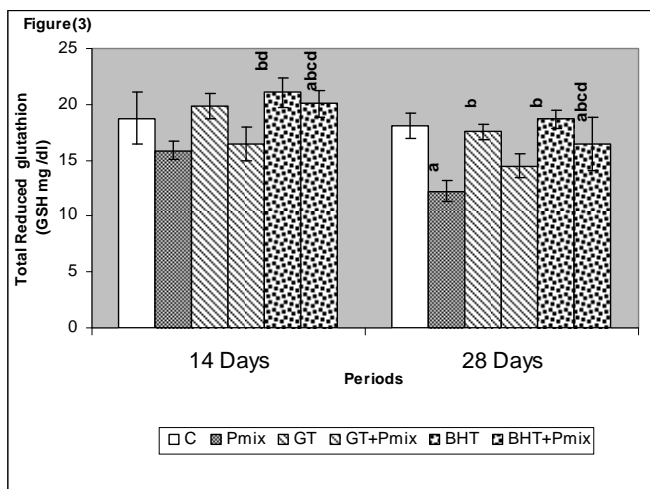 Figure(3)
Total Reduced glutathion
(GSH mg /dl)
25
20
15
10
5
0
bd
abcd
a
b
b
abcd
14 Days
28 Days
Periods
C
Pmix
GT
GT+Pmix
BHT
BHT+Pmix